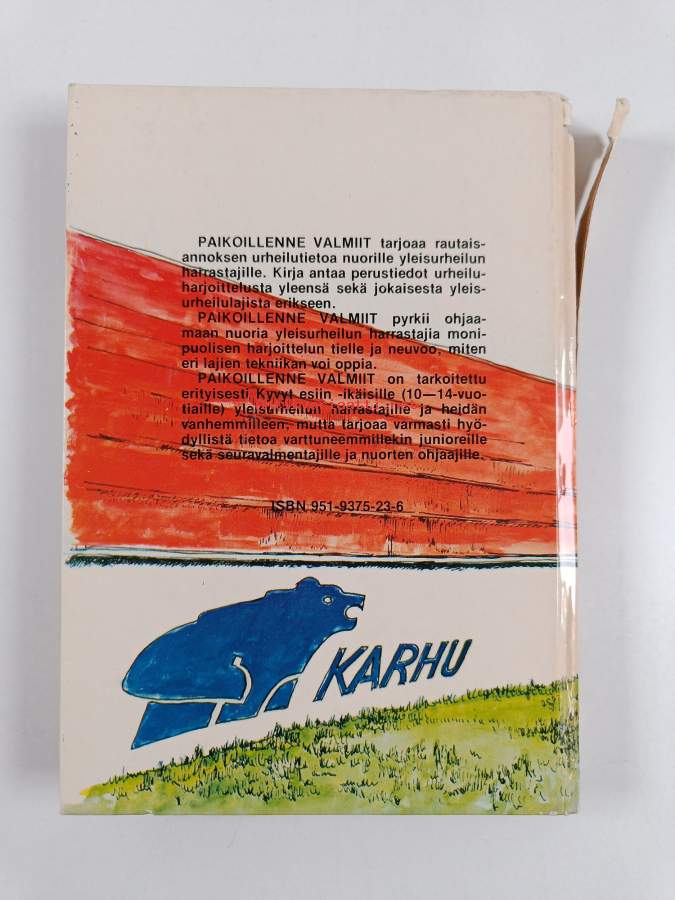 PAIKOILLENNE VALMIIT tarjoaa rautais-
annoksen urheilutietoa nuorille yleisurheilun
harrastajille. Kirja antaa perustiedot urheilu-
harjoittelusta yleensä sekä jokaisesta yleis-
urheilulajista erikseen.
PAIKOILLENNE VALMIIT pyrkii ohjaa-
maan nuoria yleisurheilun harrastajia moni-
puolisen harjoittelun tielle ja neuvoo, miten
eri lajien tekniikan voi oppia.
PAIKOILLENNE VALMIIT on tarkoitettu
erityisesti Kyvyt esiin -ikäisille (10—14-vuo-
tiaille) yleisurheilun harrastajille ja heidän
vanhemmilleen, mutta tarjoaa varmasti hyö-
dyllistä tietoa varttuneemmillekin junioreille
sekä seuravalmentajille ja nuorten ohjaajille.
ISBN 951-9375-23-6
KARHU